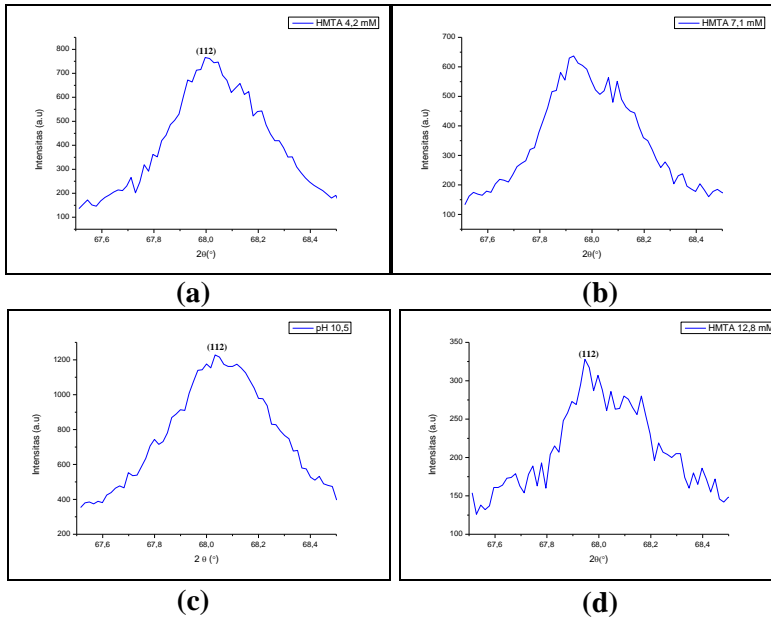 HMTA 4,2 mM
(112)
800
700
600
500
400
300
200
100
Intensitas (a.u)
67,6 67,8 68,0 68,2 68,4
2θ(°)
(a)
HMTA 7,1 mM
700
600
500
400
300
200
100
Intensitas (a.u)
67,6 67,8 68,0 68,2 68,4
2θ(°)
(b)
pH 10,5
(112)
1200
1000
800
600
400
200
Intensitas (a.u)
67,6 67,8 68,0 68,2 68,4
2 θ (°)
(c)
HMTA 12,8 mM
(112)
350
300
250
200
150
100
Intensitas (a.u)
67,6 67,8 68,0 68,2 68,4
2θ(°)
(d)